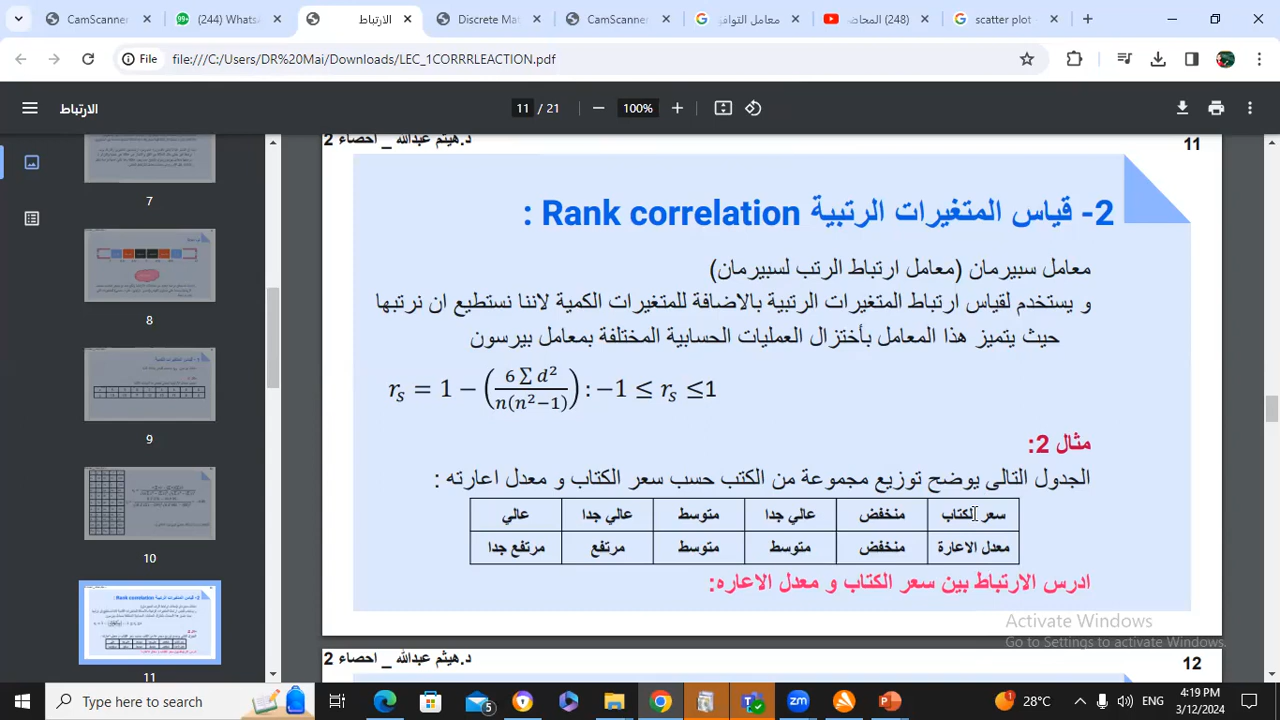 CamScanner
(244) WhatsA
الارتباط
Discrete Ma
CamScanner
معامل التوافق
(248) المحاضر
scatter plot -
File
file:///C:/Users/DR%20Mai/Downloads/LEC_1CORRRLEACTION.pdf
الارتباط
11 / 21
100%
7
8
9
10
11
د.هيثم عبدالله _ احصاء 2
11
2- قياس المتغيرات الرتبية Rank correlation :
معامل سبيرمان (معامل ارتباط الرتب لسبيرمان)
و يستخدم لقياس ارتباط المتغيرات الرتبية بالاضافة للمتغيرات الكمية لاننا نستطيع ان نرتبها
حيث يتميز هذا المعامل بأختزال العمليات الحسابية المختلفة بمعامل بيرسون
r_s = 1 − (6 ∑ d² / n(n²−1)) : −1 ≤ r_s ≤1
مثال 2:
الجدول التالى يوضح توزيع مجموعة من الكتب حسب سعر الكتاب و معدل اعارته :
سعر الكتاب منخفض عالي جدا متوسط عالي جدا عالي
معدل الاعارة منخفض متوسط متوسط مرتفع مرتفع جدا
ادرس الارتباط بين سعر الكتاب و معدل الاعاره:
Activate Windows
Go to Settings to activate Windows.
د.هيثم عبدالله _ احصاء 2
12
Type here to search
5
1
28°C
ENG
4:19 PM
3/12/2024